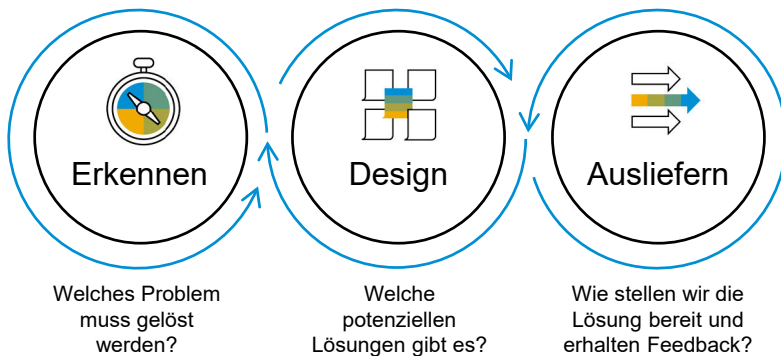 Erkennen
Design
Ausliefern
Welches Problem
muss gelöst
werden?
Welche
potenziellen
Lösungen gibt es?
Wie stellen wir die
Lösung bereit und
erhalten Feedback?